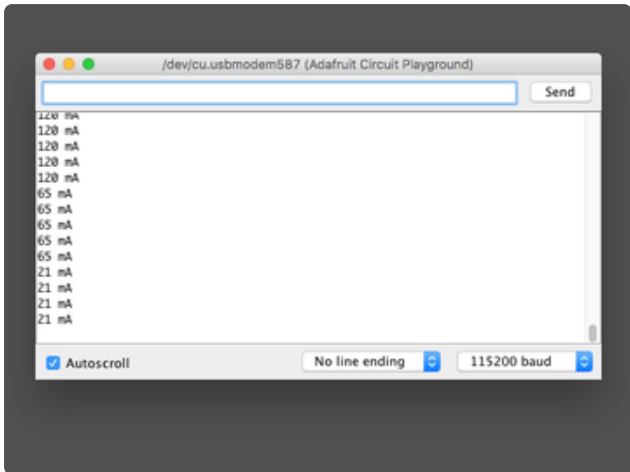 /dev/cu.usbmodem587 (Adafruit Circuit Playground)
Send
120 mA
120 mA
120 mA
120 mA
120 mA
65 mA
65 mA
65 mA
65 mA
65 mA
21 mA
21 mA
21 mA
21 mA
Autoscroll
No line ending
115200 baud